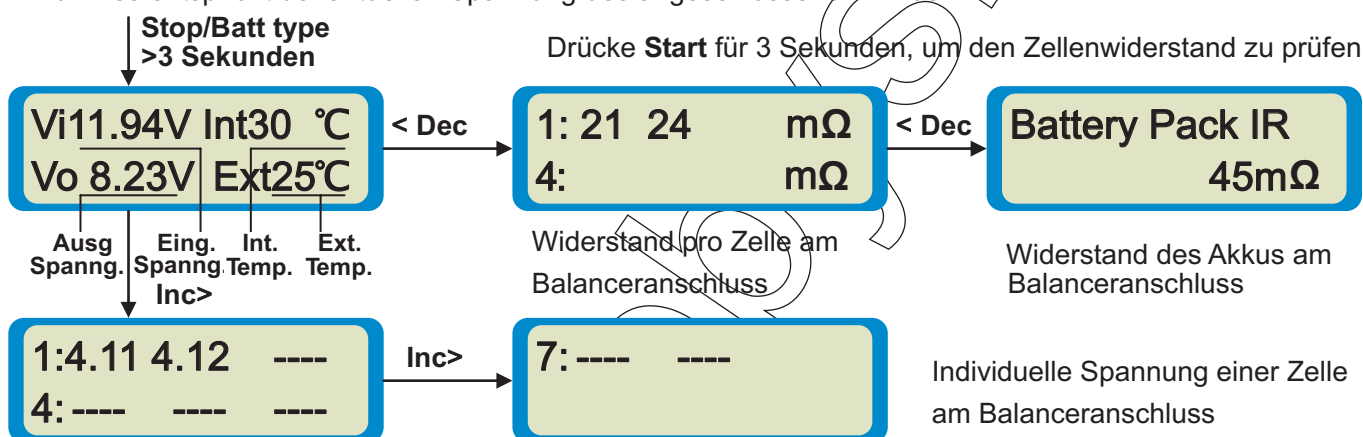 Stop/Batt type
>3 Sekunden
Drücke Start für 3 Sekunden, um den Zellenwiderstand zu prüfen
Vi11.94V Int30 ℃
Vo 8.23V Ext25℃
< Dec
1: 21 24 mΩ
4: mΩ
< Dec
Battery Pack IR
45mΩ
Ausg Spanng.
Eing. Spanng.
Int. Temp.
Ext. Temp.
Inc>
Widerstand pro Zelle am
Balanceranschluss
Widerstand des Akkus am
Balanceranschluss
1:4.11 4.12 ----
4: ---- ---- ----
Inc>
7: ---- ----
Individuelle Spannung einer Zelle
am Balanceranschluss